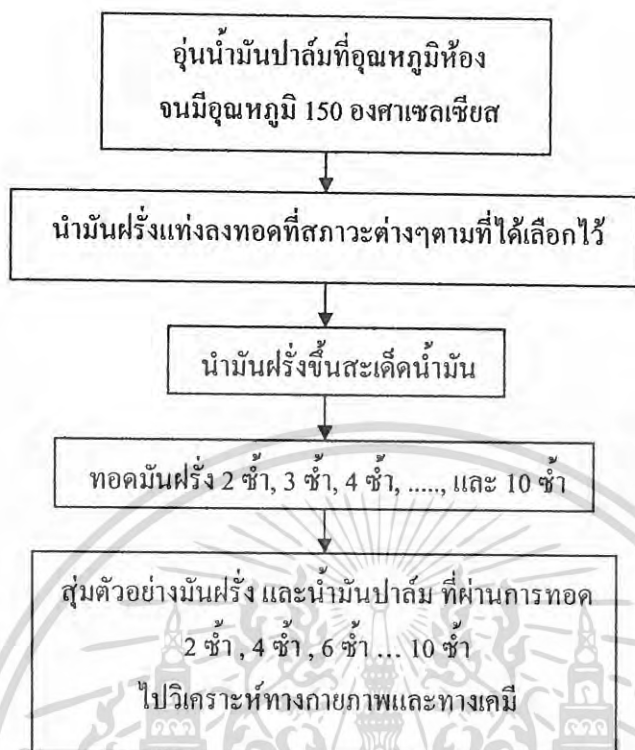 อุ่นน้ำมันปาล์มที่อุณหภูมิห้อง
จนมีอุณหภูมิ 150 องศาเซลเซียส
นำมันฝรั่งแท่งลงทอดที่สภาวะต่างๆตามที่ได้เลือกไว้
นำมันฝรั่งขึ้นสะเด็ดน้ำมัน
ทอดมันฝรั่ง 2 ซ้ำ, 3 ซ้ำ, 4 ซ้ำ, ....., และ 10 ซ้ำ
สุ่มตัวอย่างมันฝรั่ง และน้ำมันปาล์ม ที่ผ่านการทอด
2 ซ้ำ , 4 ซ้ำ , 6 ซ้ำ ... 10 ซ้ำ
ไปวิเคราะห์ทางกายภาพและทางเคมี